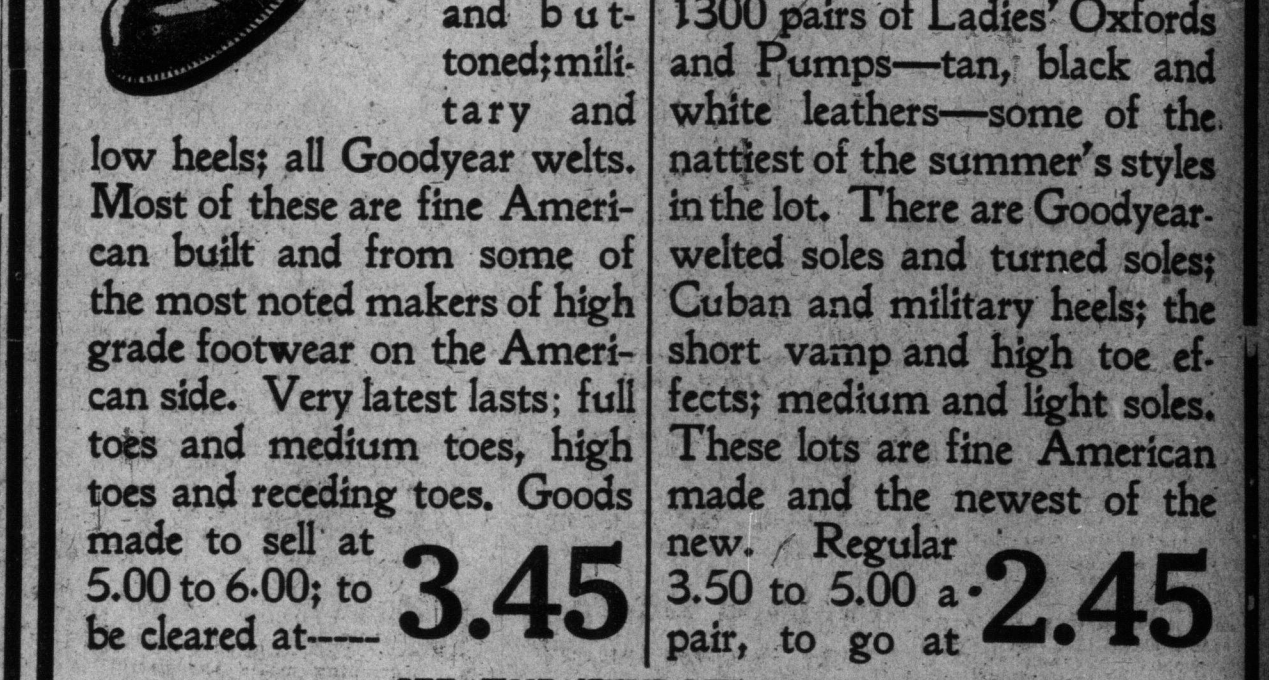 and but-
toned; mili-
tary and
low heels; all Goodyear welts.
Most of these are fine Ameri-
can built and from some of
the most noted makers of high
grade footwear on the Ameri-
can side. Very latest lasts; full
toes and medium toes, high
toes and receding toes. Goods
made to sell at
5.00 to 6.00; to
be cleared at-----
3.45
1300 pairs of Ladies' Oxfords
and Pumps—tan, black and
white leathers—some of the
nattiest of the summer's styles
in the lot. There are Goodyear-
welted soles and turned soles;
Cuban and military heels; the
short vamp and high toe ef-
fects; medium and light soles.
These lots are fine American
made and the newest of the
new. Regular
3.50 to 5.00 a
pair, to go at
2.45